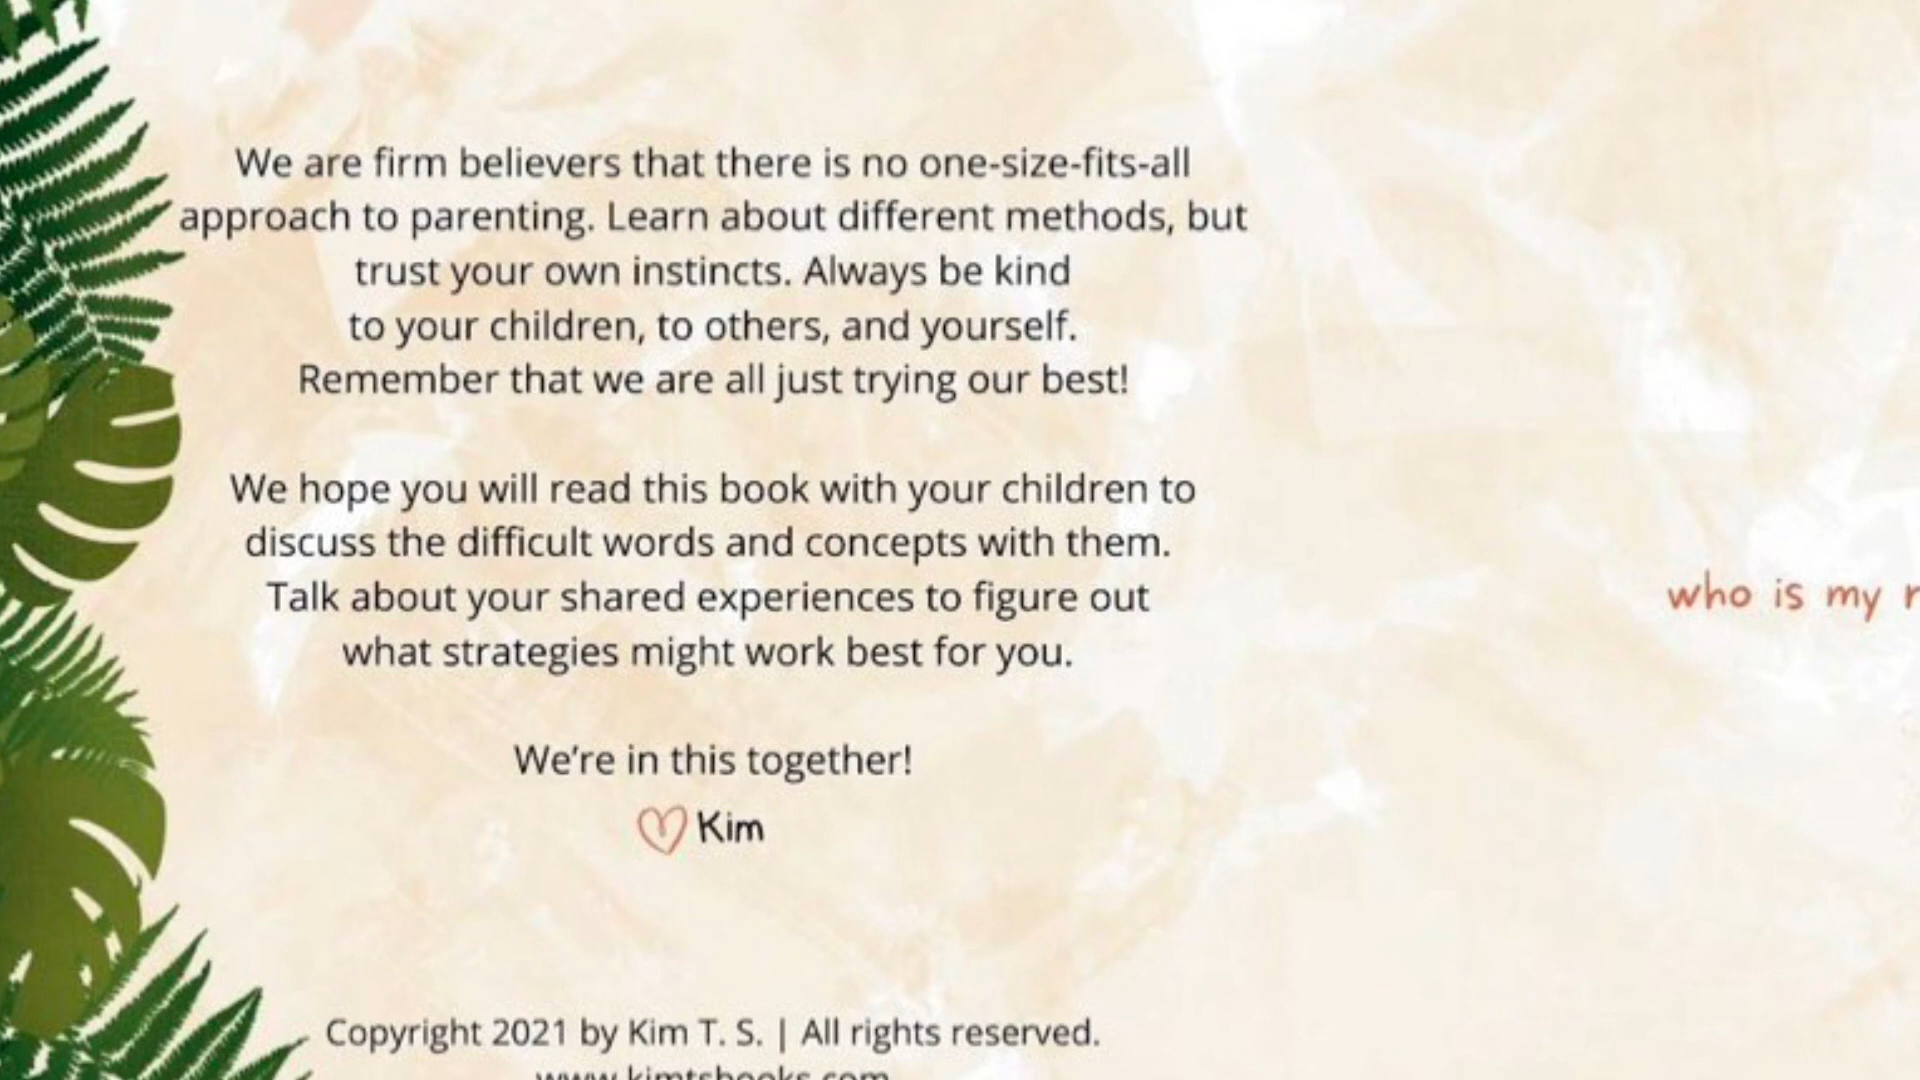 We are firm believers that there is no one-size-fits-all
approach to parenting. Learn about different methods, but
trust your own instincts. Always be kind
to your children, to others, and yourself.
Remember that we are all just trying our best!
We hope you will read this book with your children to
discuss the difficult words and concepts with them.
Talk about your shared experiences to figure out
what strategies might work best for you.
We're in this together!
Kim
Copyright 2021 by Kim T. S. | All rights reserved.
www.kimtsbooks.com
who is my